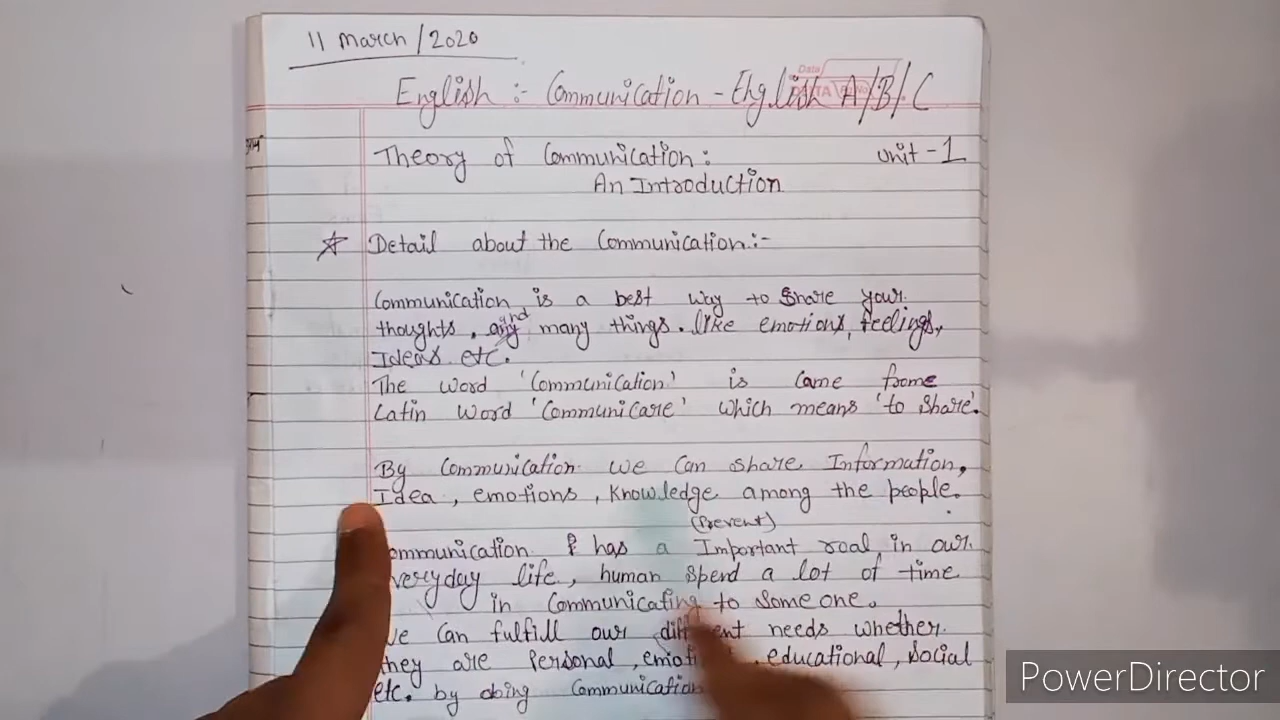 11 March/2020
Data
English :- Communication - English A/B/C
Theory of Communication: Unit-1
An Introduction
Detail about the Communication:-
Communication is a best way to Share your
thoughts, and many things. like emotions, feelings,
Ideas etc.
The word 'Communication' is Came frome
Latin word 'Communicare' which means 'to share'.
By Communication we Can share Information,
Idea, emotions, knowledge among the people.
(Prevent)
ommunication has a Important roal in our
veryday life, human spend a lot of time
in Communicating to Someone.
we Can fulfill our different needs whether
they are Personal, , educational, social
etc. by doing Communication
PowerDirector